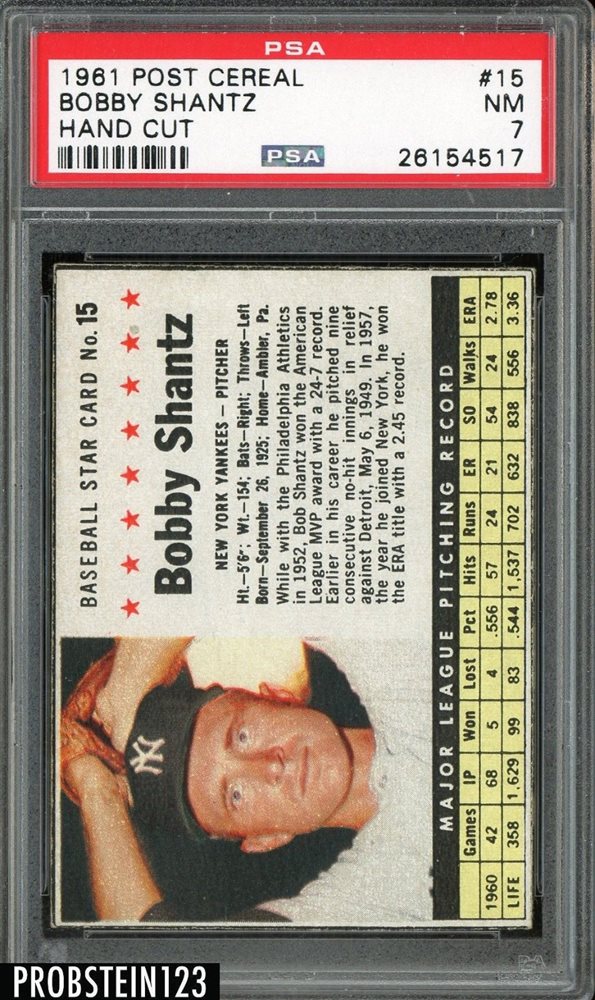 PSA
1961 POST CEREAL #15
BOBBY SHANTZ NM
HAND CUT 7
PSA 26154517
BASEBALL STAR CARD No. 15
Bobby Shantz
NEW YORK YANKEES — PITCHER
Ht.—5'6"; Wt.—154; Bats—Right; Throws—Left
Born—September 26, 1925; Home—Ambler, Pa.
While with the Philadelphia Athletics
in 1952, Bob Shantz won the American
League MVP award with a 24-7 record.
Earlier in his career he pitched nine
consecutive no-hit innings in relief
against Detroit, May 6, 1949. In 1957,
the year he joined New York, he won
the ERA title with a 2.45 record.
NY
MAJOR LEAGUE PITCHING RECORD
Games IP Won Lost Pct Hits Runs ER SO Walks ERA
1960 42 68 5 4 .556 57 24 21 54 24 2.78
LIFE 358 1,629 99 83 .544 1,537 702 632 838 556 3.36
PROBSTEIN123